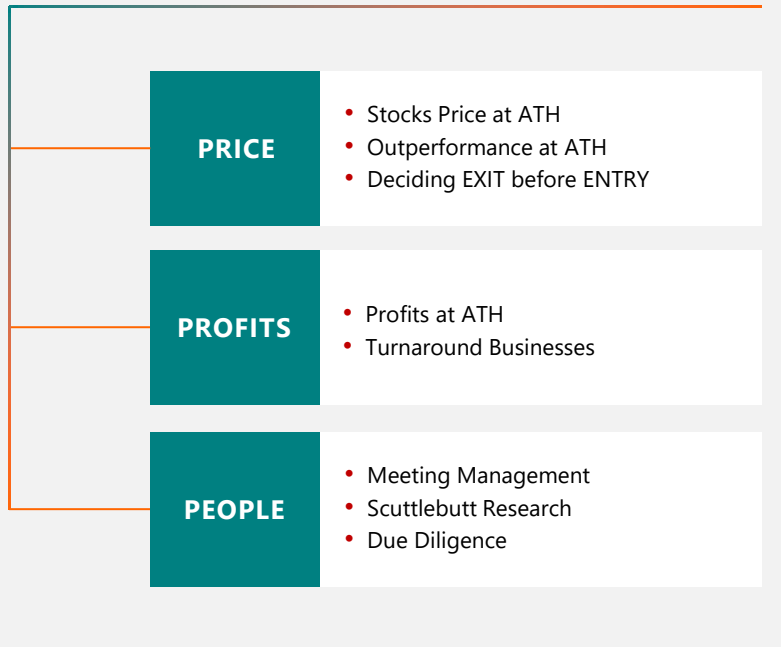 PRICE
• Stocks Price at ATH
• Outperformance at ATH
• Deciding EXIT before ENTRY
PROFITS
• Profits at ATH
• Turnaround Businesses
PEOPLE
• Meeting Management
• Scuttlebutt Research
• Due Diligence